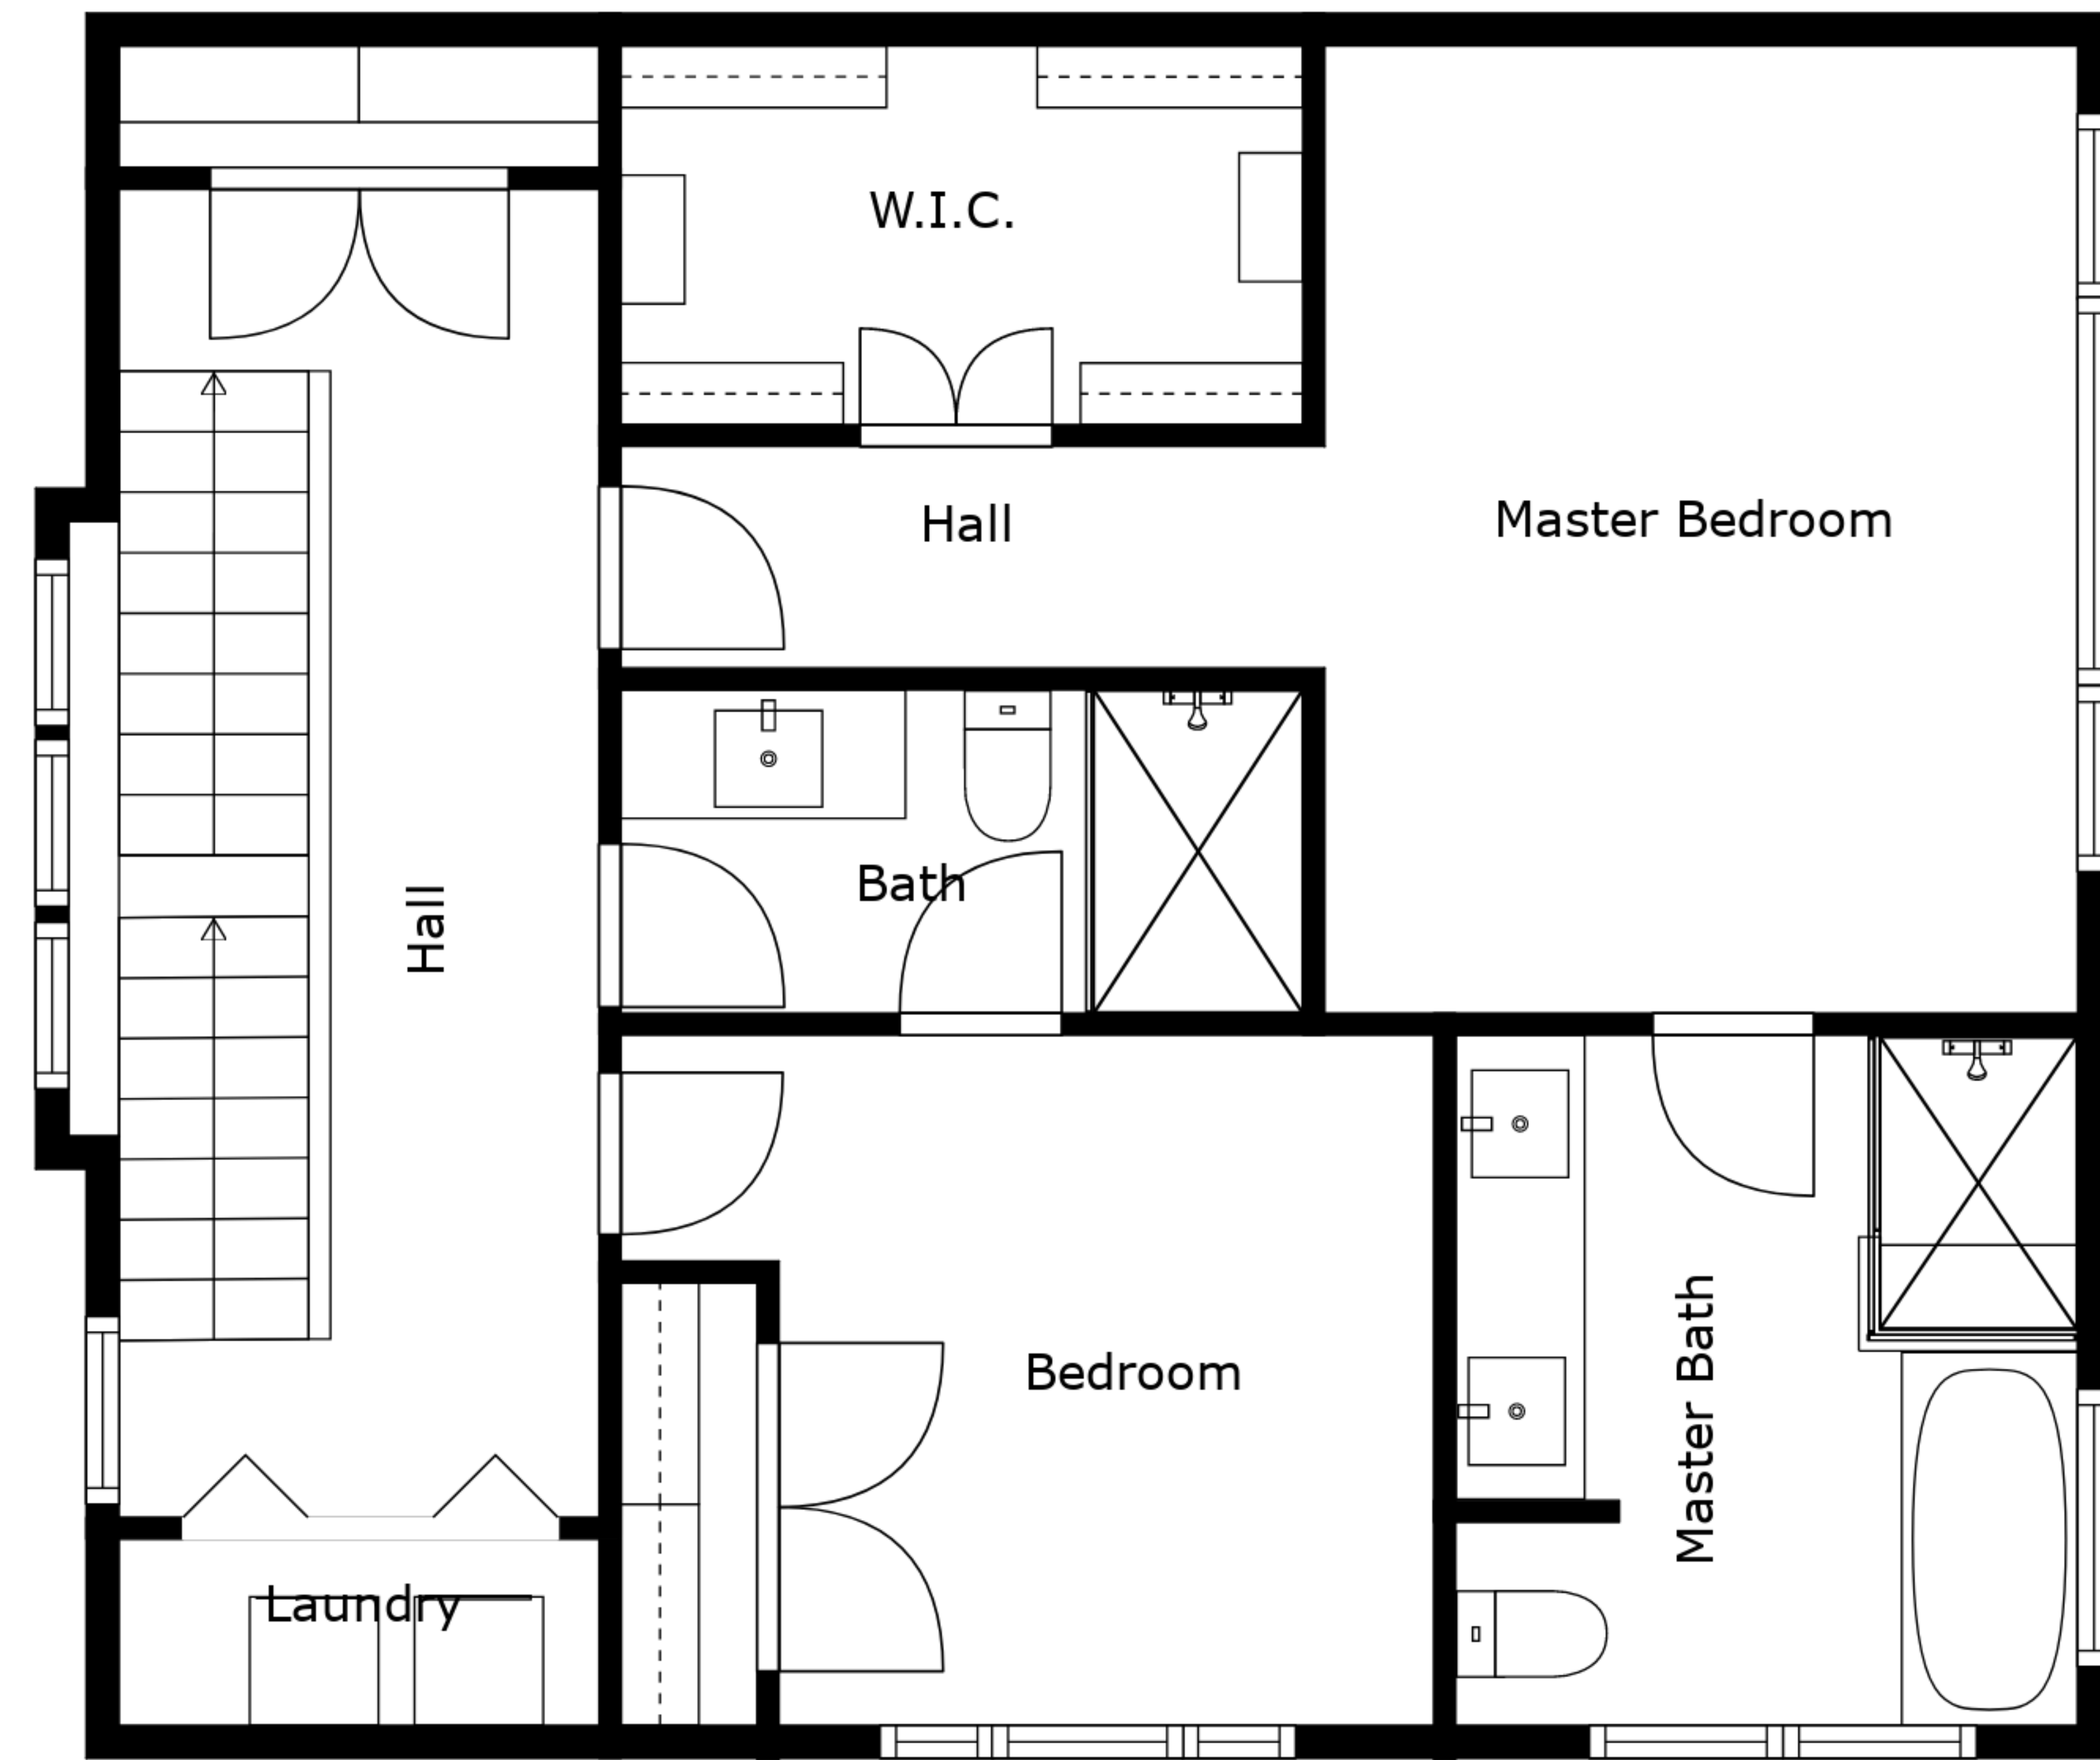 W.I.C.
Hall
Master Bedroom
Bath
Hall
Bedroom
Master Bath
Laundry